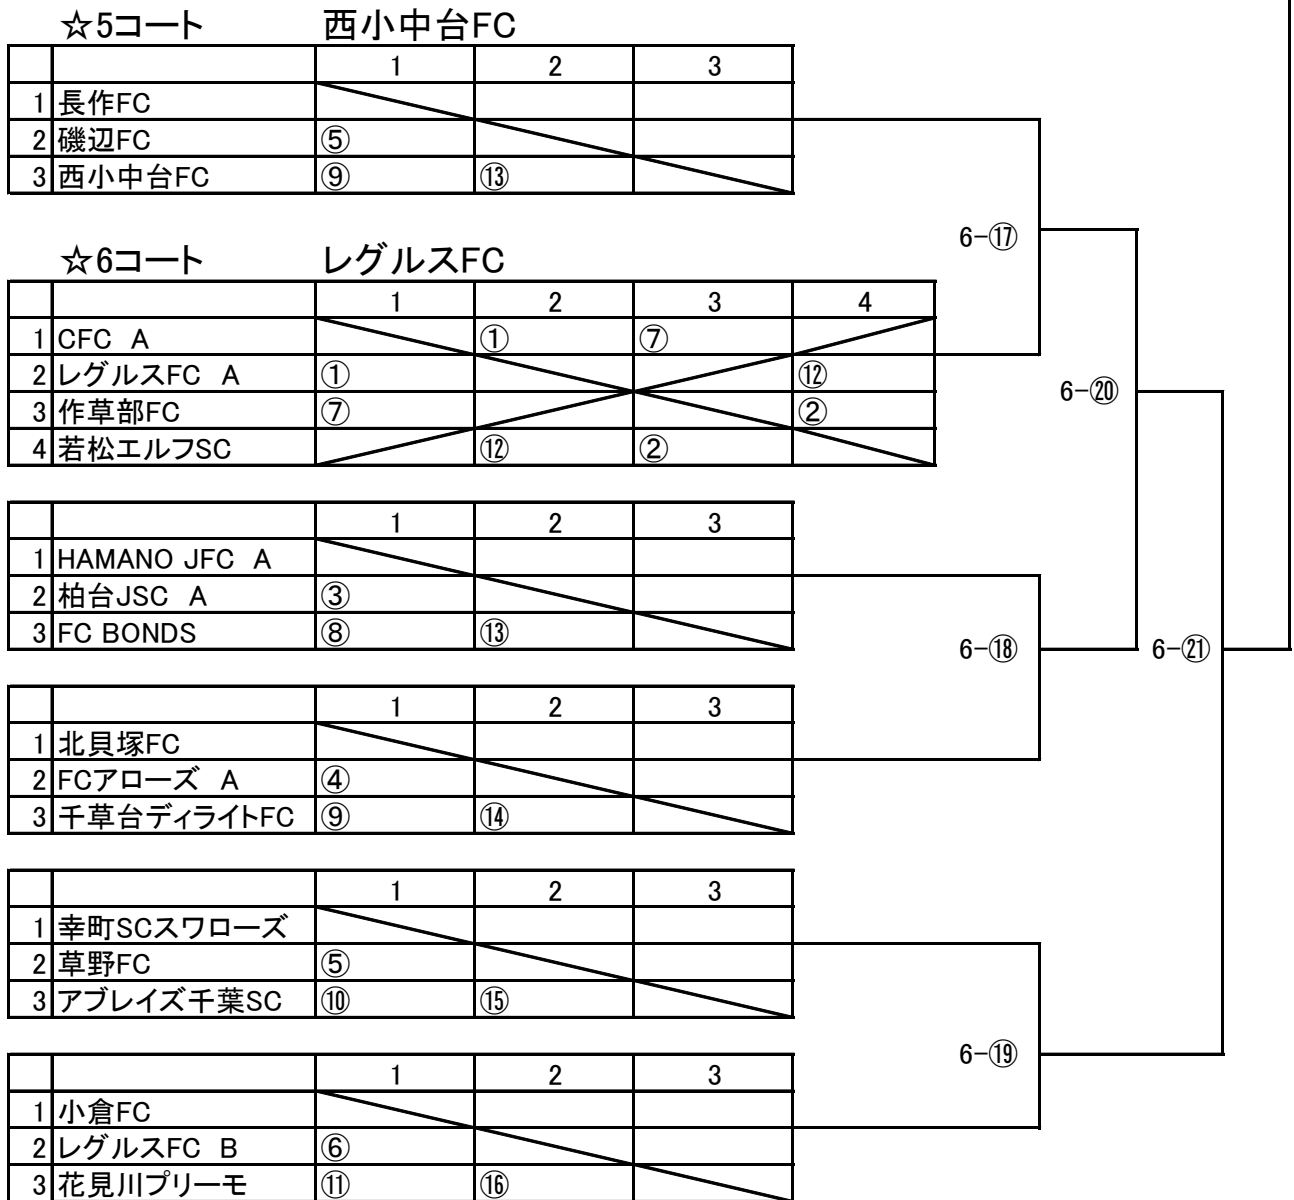 ☆5コート 西小中台FC
1 2 3
1 長作FC
2 磯辺FC ⑤
3 西小中台FC ⑨ ⑬
6-⑰
☆6コート レグルスFC
1 2 3 4
1 CFC A ① ⑦
2 レグルスFC A ① ⑫
6-⑳
3 作草部FC ⑦ ②
4 若松エルフSC ⑫ ②
1 2 3
1 HAMANO JFC A
2 柏台JSC A ③
3 FC BONDS ⑧ ⑬
6-⑱ 6-㉑
1 2 3
1 北貝塚FC
2 FCアローズ A ④
3 千草台ディライトFC ⑨ ⑭
1 2 3
1 幸町SCスワローズ
2 草野FC ⑤
3 アブレイズ千葉SC ⑩ ⑮
6-⑲
1 2 3
1 小倉FC
2 レグルスFC B ⑥
3 花見川プリーモ ⑪ ⑯